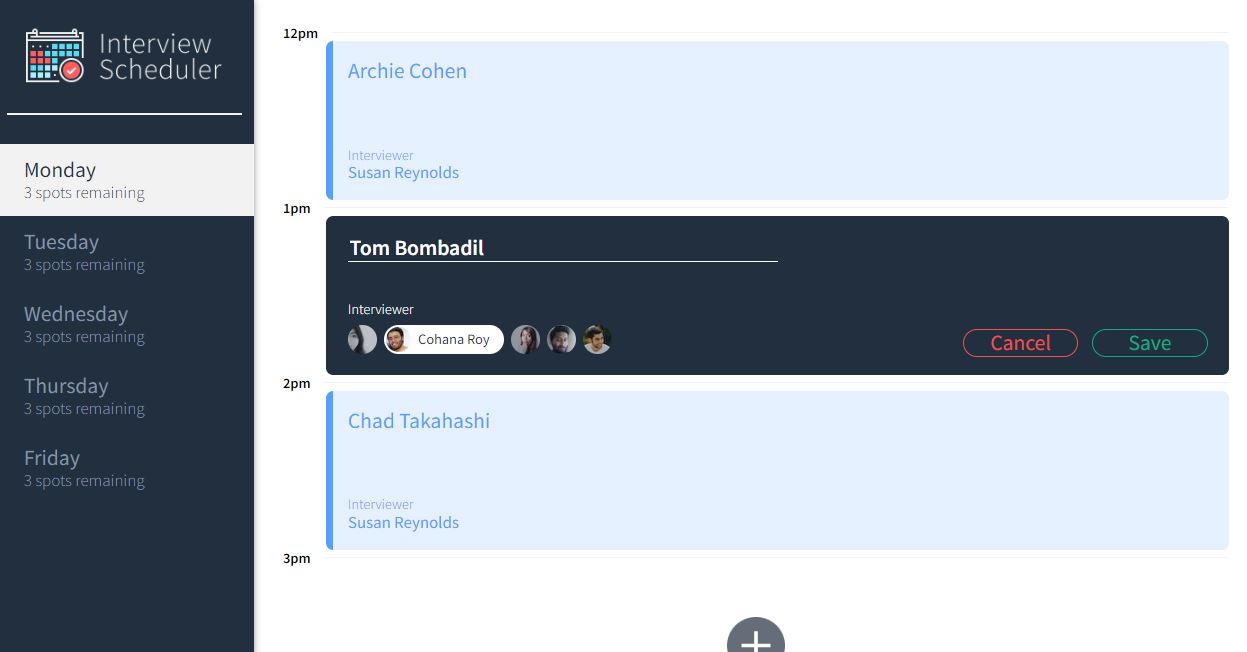 Interview
Scheduler
Monday
3 spots remaining
Tuesday
3 spots remaining
Wednesday
3 spots remaining
Thursday
3 spots remaining
Friday
3 spots remaining
12pm
Archie Cohen
Interviewer
Susan Reynolds
1pm
Tom Bombadil
Interviewer
Cohana Roy
Cancel
Save
2pm
Chad Takahashi
Interviewer
Susan Reynolds
3pm